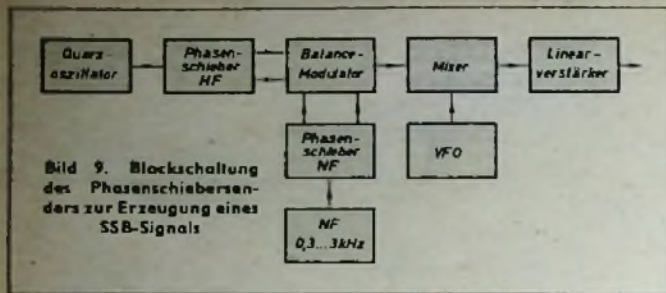 Quarz-
oszillator
Phasen-
schieber
HF
Balance-
Modulator
Mixer
Linear-
verstärker
Phasen-
schieber
NF
VFO
NF
0,3...3kHz
Bild 9. Blockschaltung
des Phasenschiebersen-
ders zur Erzeugung eines
SSB-Signals